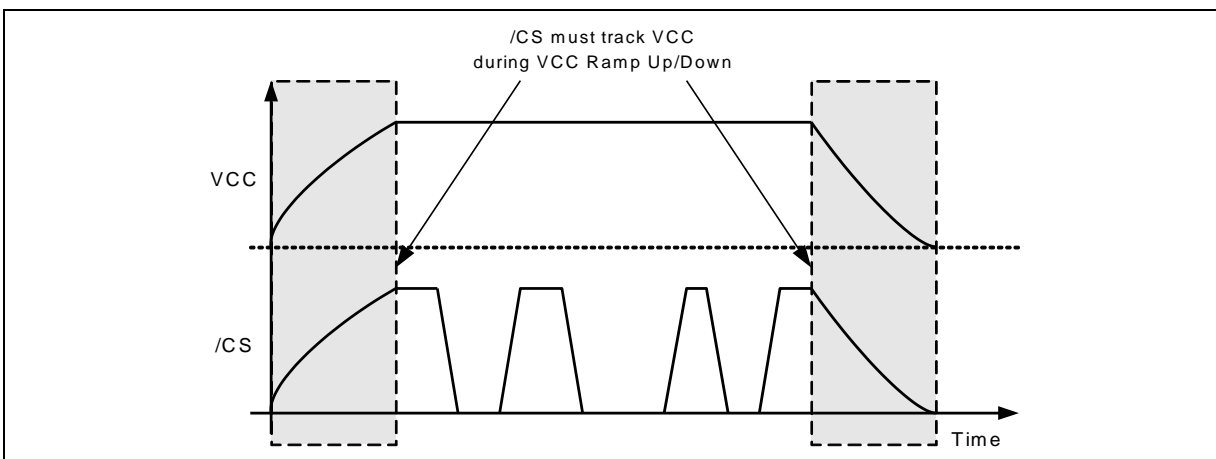 /CS must track VCC
during VCC Ramp Up/Down
VCC
/CS
Time